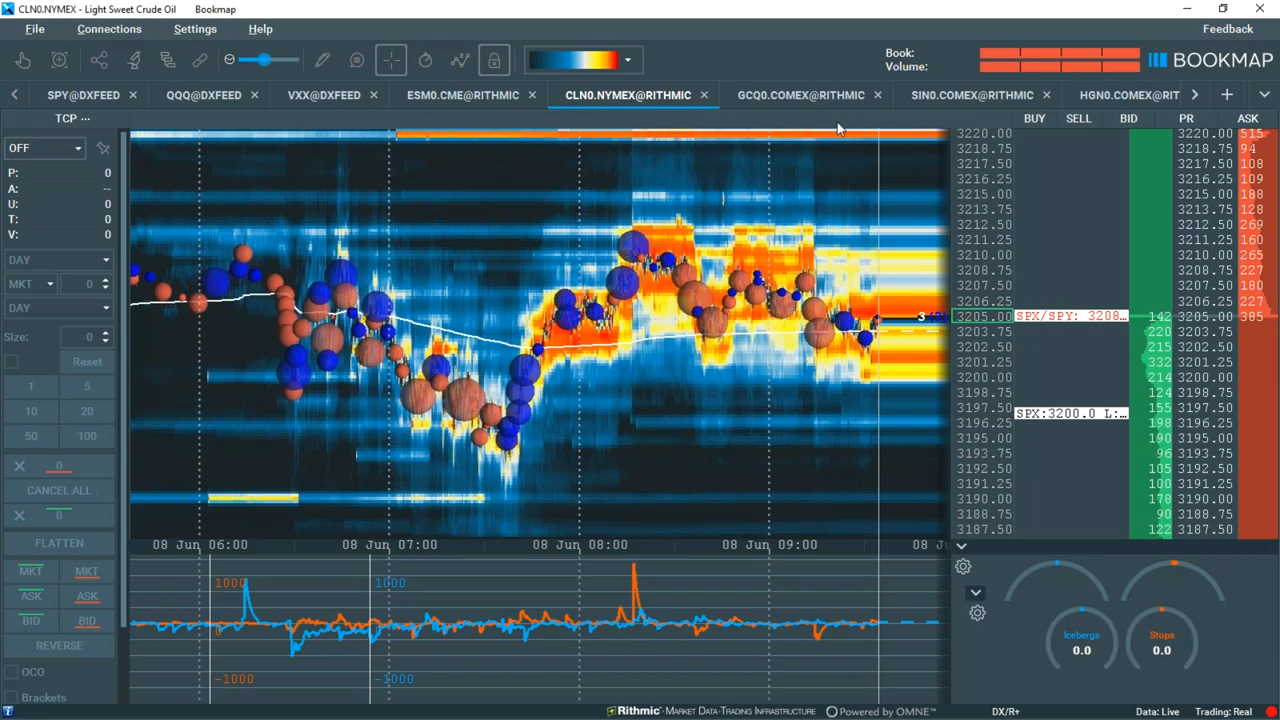 CLN0.NYMEX - Light Sweet Crude Oil    Bookmap
File Connections Settings Help Feedback
Book:
Volume:
BOOKMAP
SPY@DXFEED QQQ@DXFEED VXX@DXFEED ESM0.CME@RITHMIC CLN0.NYMEX@RITHMIC GCQ0.COMEX@RITHMIC SIN0.COMEX@RITHMIC HGN0.COMEX@RIT
TCP ... BUY SELL BID PR ASK
OFF
P: 0
A: --
U: 0
T: 0
V: 0
DAY
MKT 0
DAY
Size: 0
Reset
1 5
10 20
50 100
0
CANCEL ALL
0
FLATTEN
MKT MKT
ASK ASK
BID BID
REVERSE
OCO
Brackets
3220.00 3220.00 515
3218.75 3218.75 94
3217.50 3217.50 108
3216.25 3216.25 109
3215.00 3215.00 188
3213.75 3213.75 128
3212.50 3212.50 269
3211.25 3211.25 160
3210.00 3210.00 265
3208.75 3208.75 227
3207.50 3207.50 180
3206.25 3206.25 227
3 3205.00 SPX/SPY: 3208... 142 3205.00 385
3203.75 220 3203.75
3202.50 215 3202.50
3201.25 332 3201.25
3200.00 214 3200.00
3198.75 124 3198.75
3197.50 SPX:3200.0 L:... 155 3197.50
3196.25 198 3196.25
3195.00 190 3195.00
3193.75 96 3193.75
3192.50 105 3192.50
3191.25 100 3191.25
3190.00 178 3190.00
3188.75 90 3188.75
3187.50 122 3187.50
08 Jun 06:00 08 Jun 07:00 08 Jun 08:00 08 Jun 09:00 08
1000 1000
0
-1000 -1000
Icebergs
0.0
Stops
0.0
Rithmic™ MARKET DATA·TRADING INFRASTRUCTURE Powered by OMNE™ DX/R+ Data: Live Trading: Real